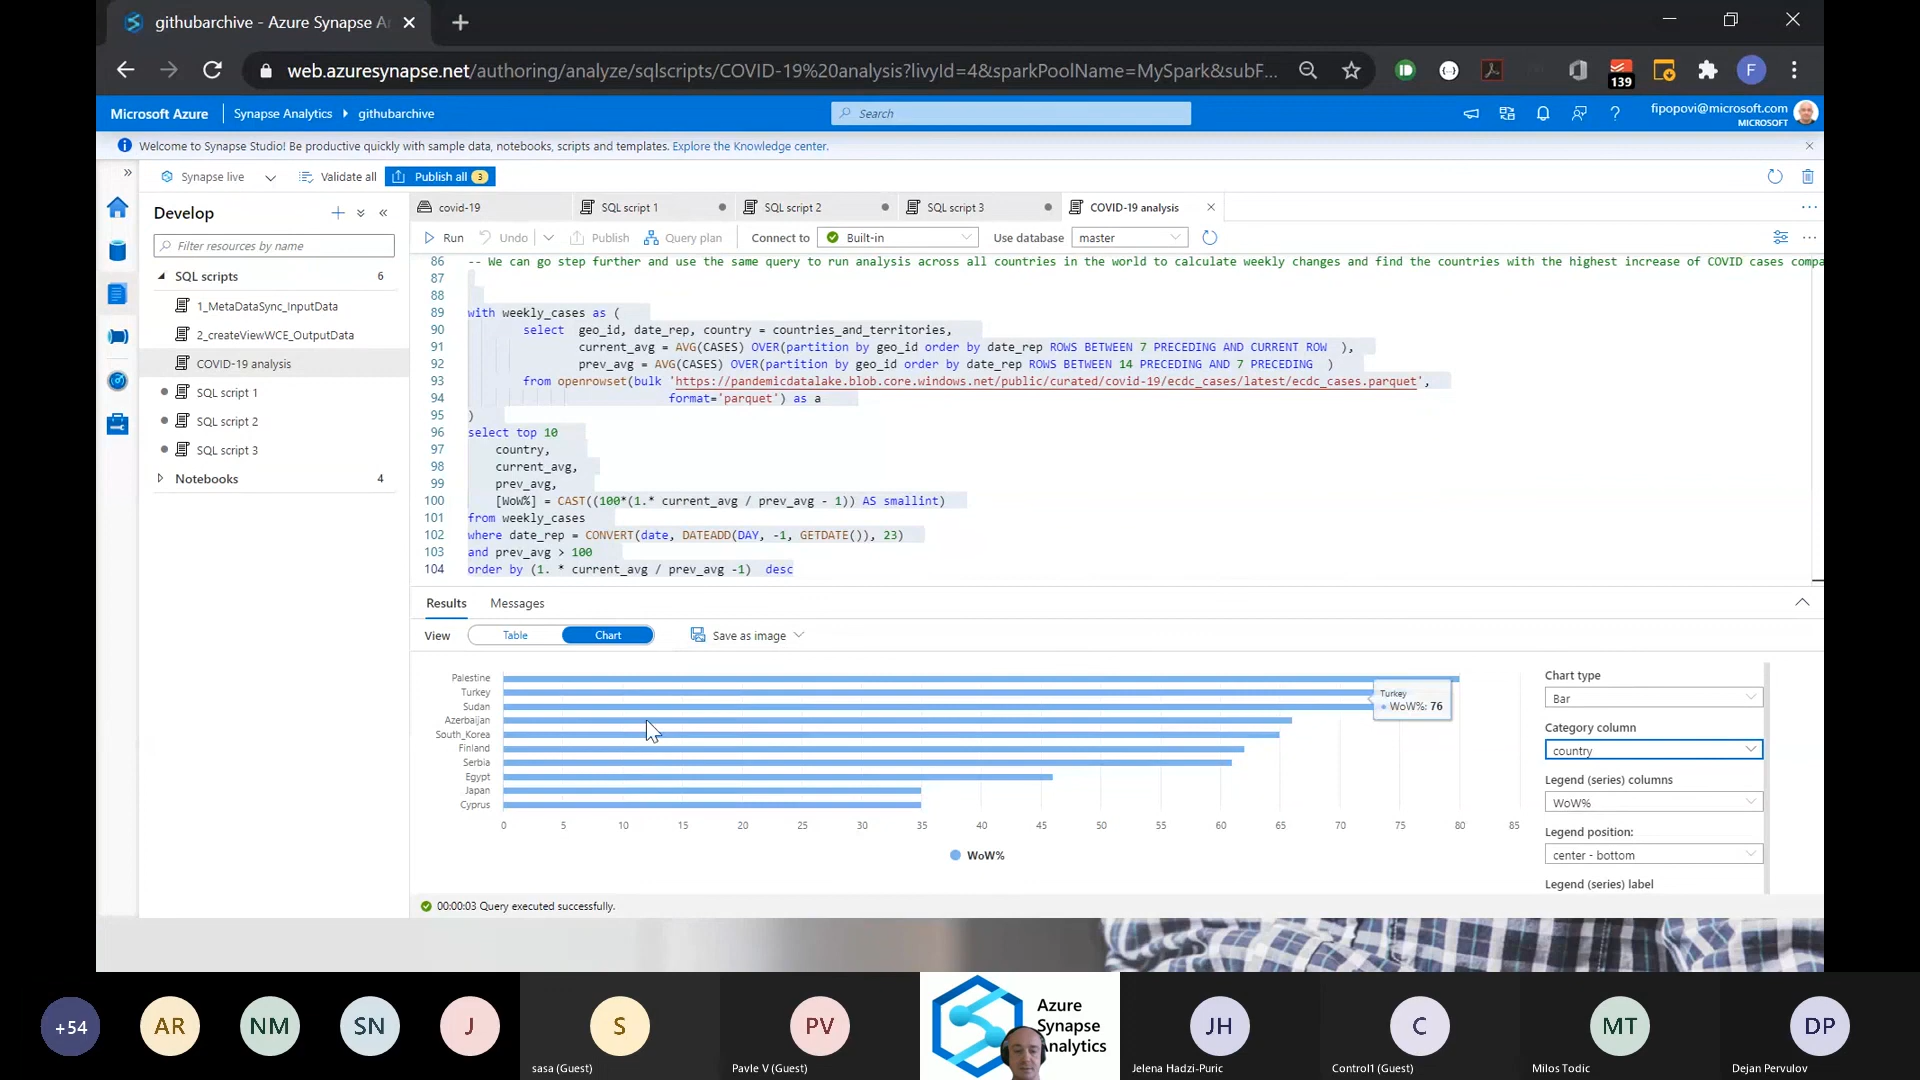 githubarchive - Azure Synapse A
web.azuresynapse.net/authoring/analyze/sqlscripts/COVID-19%20analysis?livyId=4&sparkPoolName=MySpark&subF...
139
F
Microsoft Azure
Synapse Analytics
githubarchive
Search
fipopovi@microsoft.com
MICROSOFT
Welcome to Synapse Studio! Be productive quickly with sample data, notebooks, scripts and templates. Explore the Knowledge center.
Synapse live
Validate all
Publish all 3
Develop
Filter resources by name
SQL scripts 6
1_MetaDataSync_InputData
2_createViewWCE_OutputData
COVID-19 analysis
SQL script 1
SQL script 2
SQL script 3
Notebooks 4
covid-19
SQL script 1
SQL script 2
SQL script 3
COVID-19 analysis
Run
Undo
Publish
Query plan
Connect to
Built-in
Use database
master
86 -- We can go step further and use the same query to run analysis across all countries in the world to calculate weekly changes and find the countries with the highest increase of COVID cases compa
87
88
89 with weekly_cases as (
90 select geo_id, date_rep, country = countries_and_territories,
91 current_avg = AVG(CASES) OVER(partition by geo_id order by date_rep ROWS BETWEEN 7 PRECEDING AND CURRENT ROW ),
92 prev_avg = AVG(CASES) OVER(partition by geo_id order by date_rep ROWS BETWEEN 14 PRECEDING AND 7 PRECEDING )
93 from openrowset(bulk 'https://pandemicdatalake.blob.core.windows.net/public/curated/covid-19/ecdc_cases/latest/ecdc_cases.parquet',
94 format='parquet') as a
95 )
96 select top 10
97 country,
98 current_avg,
99 prev_avg,
100 [WoW%] = CAST((100*(1.* current_avg / prev_avg - 1)) AS smallint)
101 from weekly_cases
102 where date_rep = CONVERT(date, DATEADD(DAY, -1, GETDATE()), 23)
103 and prev_avg > 100
104 order by (1. * current_avg / prev_avg -1) desc
Results
Messages
View
Table
Chart
Save as image
Palestine
Turkey
Sudan
Azerbaijan
South_Korea
Finland
Serbia
Egypt
Japan
Cyprus
Turkey
WoW%: 76
0 5 10 15 20 25 30 35 40 45 50 55 60 65 70 75 80 85
WoW%
Chart type
Bar
Category column
country
Legend (series) columns
WoW%
Legend position:
center - bottom
Legend (series) label
00:00:03 Query executed successfully.
+54
AR
NM
SN
J
S
sasa (Guest)
PV
Pavle V (Guest)
Azure
Synapse
Analytics
JH
Jelena Hadzi-Puric
C
Control1 (Guest)
MT
Milos Todic
DP
Dejan Pervulov